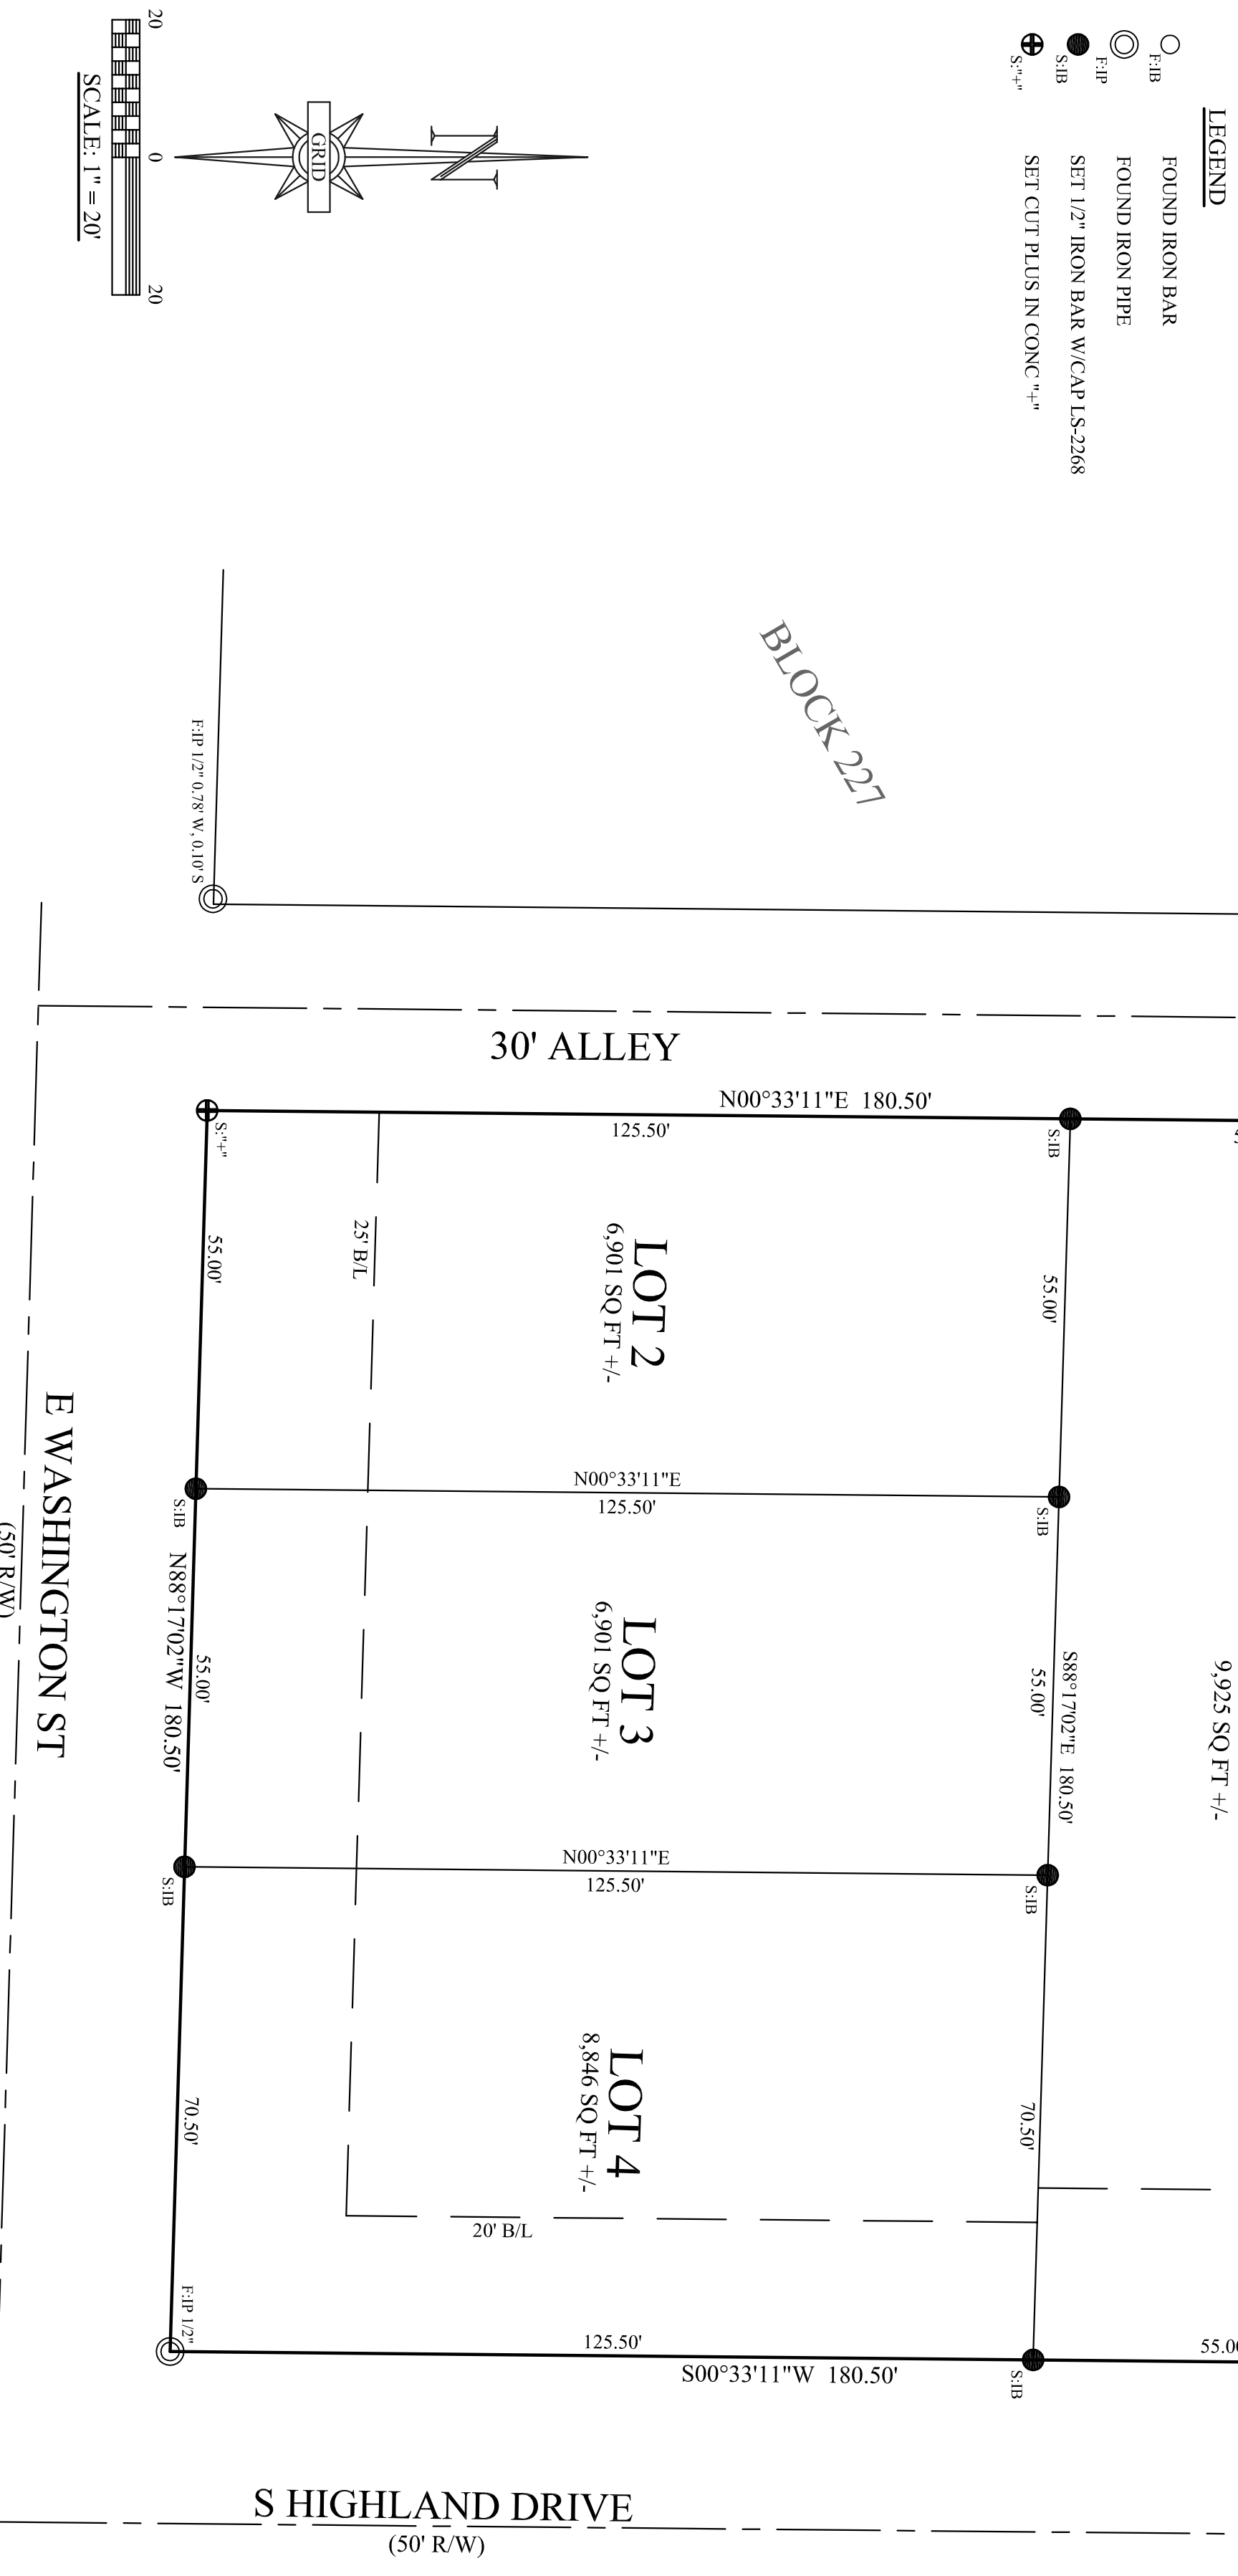 LEGEND
F:IB FOUND IRON BAR
F:IP FOUND IRON PIPE
S:IB SET 1/2" IRON BAR W/CAP LS-2268
S:"+" SET CUT PLUS IN CONC "+"
N
GRID
20 0 20
SCALE: 1" = 20'
BLOCK 227
F:IP 1/2" 0.78' W, 0.10' S
30' ALLEY
N00°33'11"E 180.50'
125.50'
S:IB
S:"+"
55.00'
55.00'
25' B/L
LOT 2
6,901 SQ FT +/-
N00°33'11"E
125.50'
S:IB
S:IB
9,925 SQ FT +/-
S88°17'02"E 180.50'
55.00'
LOT 3
6,901 SQ FT +/-
55.00'
N88°17'02"W 180.50'
E WASHINGTON ST
(50' R/W)
N00°33'11"E
125.50'
S:IB
S:IB
70.50'
LOT 4
8,846 SQ FT +/-
70.50'
20' B/L
F:IP 1/2"
125.50'
S00°33'11"W 180.50'
S:IB
S HIGHLAND DRIVE
(50' R/W)